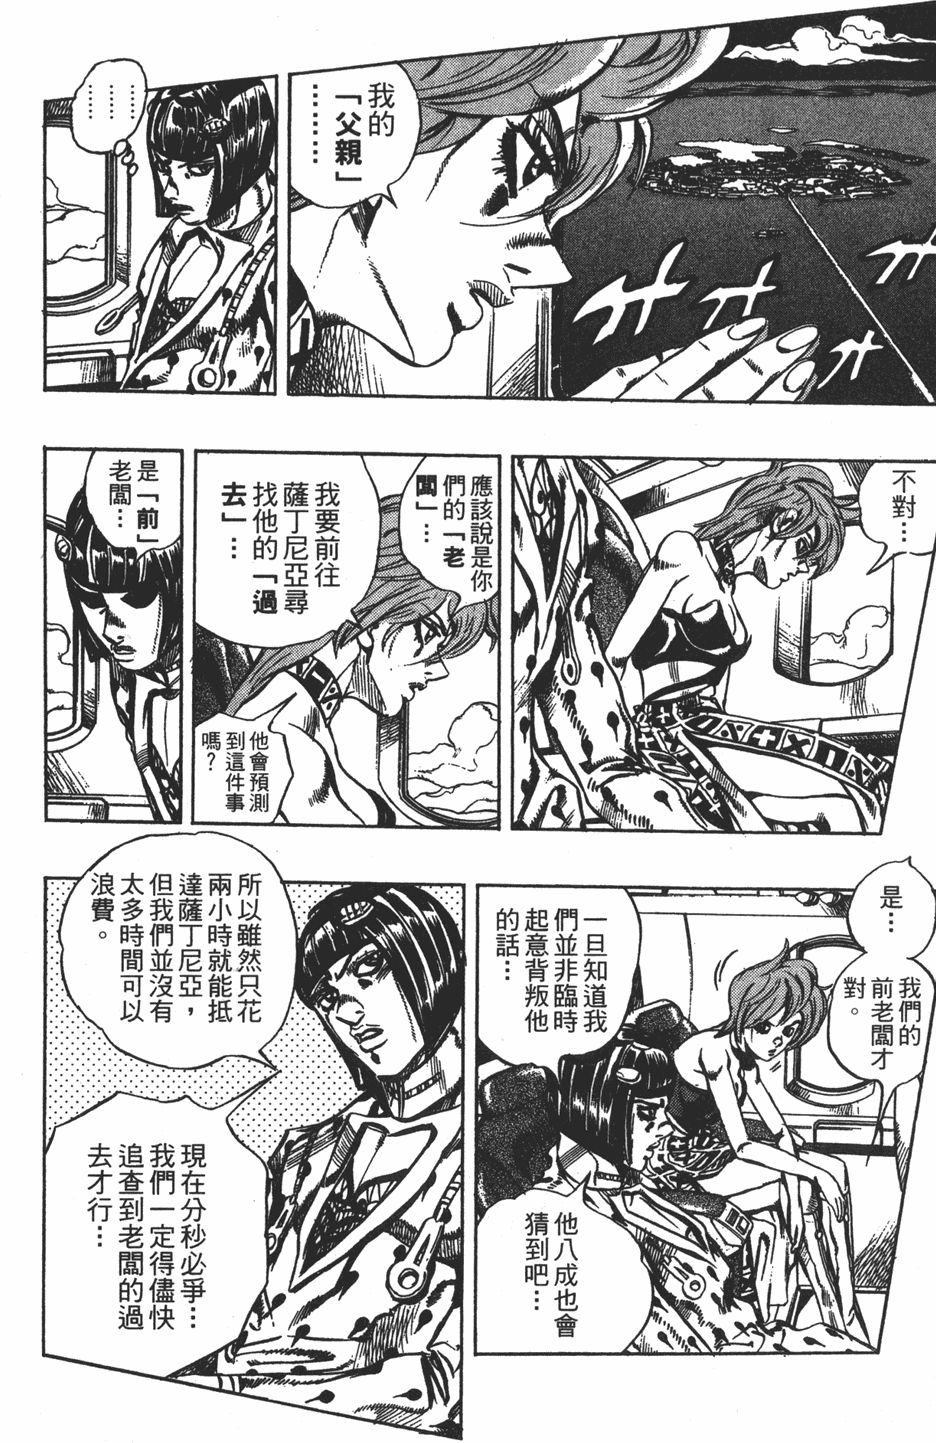 ォ
ォ
ォ
我的
「父親」
………
………
………
不對…
應該說是你
們的「老
闆」…
我要前往
薩丁尼亞尋
找他的「過
去」…
他會預測
到這件事
嗎?
是「前」
老闆…
是…
我們的
前老闆才
對。
一旦知道我
們並非臨時
起意背叛他
的話…
他八成也會
猜到吧…
所以雖然只花
兩小時就能抵
達薩丁尼亞,
但我們並沒有
太多時間可以
浪費。
現在分秒必爭…
我們一定得儘快
追查到老闆的過
去才行…